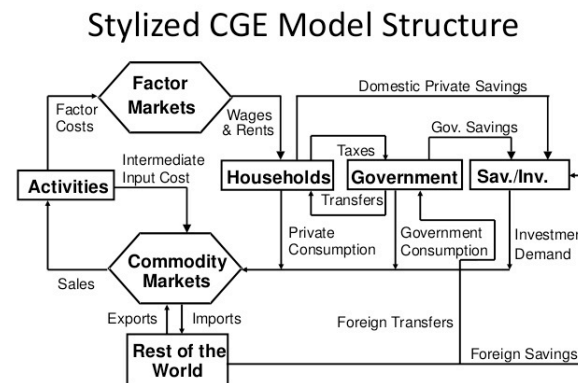 Stylized CGE Model Structure
Factor
Markets
Domestic Private Savings
Factor
Costs
Wages
& Rents
Gov. Savings
Intermediate
Input Cost
Taxes
Activities
Households
Government
Sav./Inv.
Transfers
Private
Consumption
Government
Consumption
Investment
Demand
Commodity
Markets
Sales
Exports
Imports
Foreign Transfers
Rest of the
World
Foreign Savings